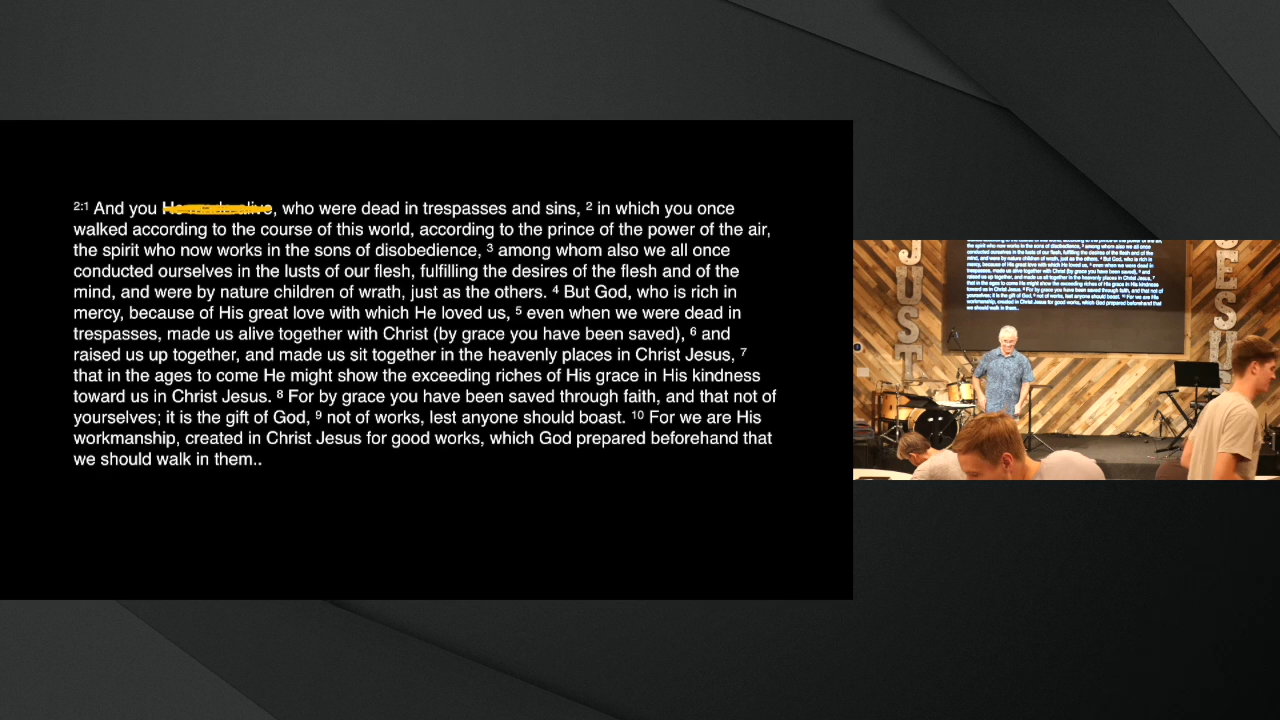 2:1 And you He made alive, who were dead in trespasses and sins, 2 in which you once
walked according to the course of this world, according to the prince of the power of the air,
the spirit who now works in the sons of disobedience, 3 among whom also we all once
conducted ourselves in the lusts of our flesh, fulfilling the desires of the flesh and of the
mind, and were by nature children of wrath, just as the others. 4 But God, who is rich in
mercy, because of His great love with which He loved us, 5 even when we were dead in
trespasses, made us alive together with Christ (by grace you have been saved), 6 and
raised us up together, and made us sit together in the heavenly places in Christ Jesus, 7
that in the ages to come He might show the exceeding riches of His grace in His kindness
toward us in Christ Jesus. 8 For by grace you have been saved through faith, and that not of
yourselves; it is the gift of God, 9 not of works, lest anyone should boast. 10 For we are His
workmanship, created in Christ Jesus for good works, which God prepared beforehand that
we should walk in them..
JUST
JESUS